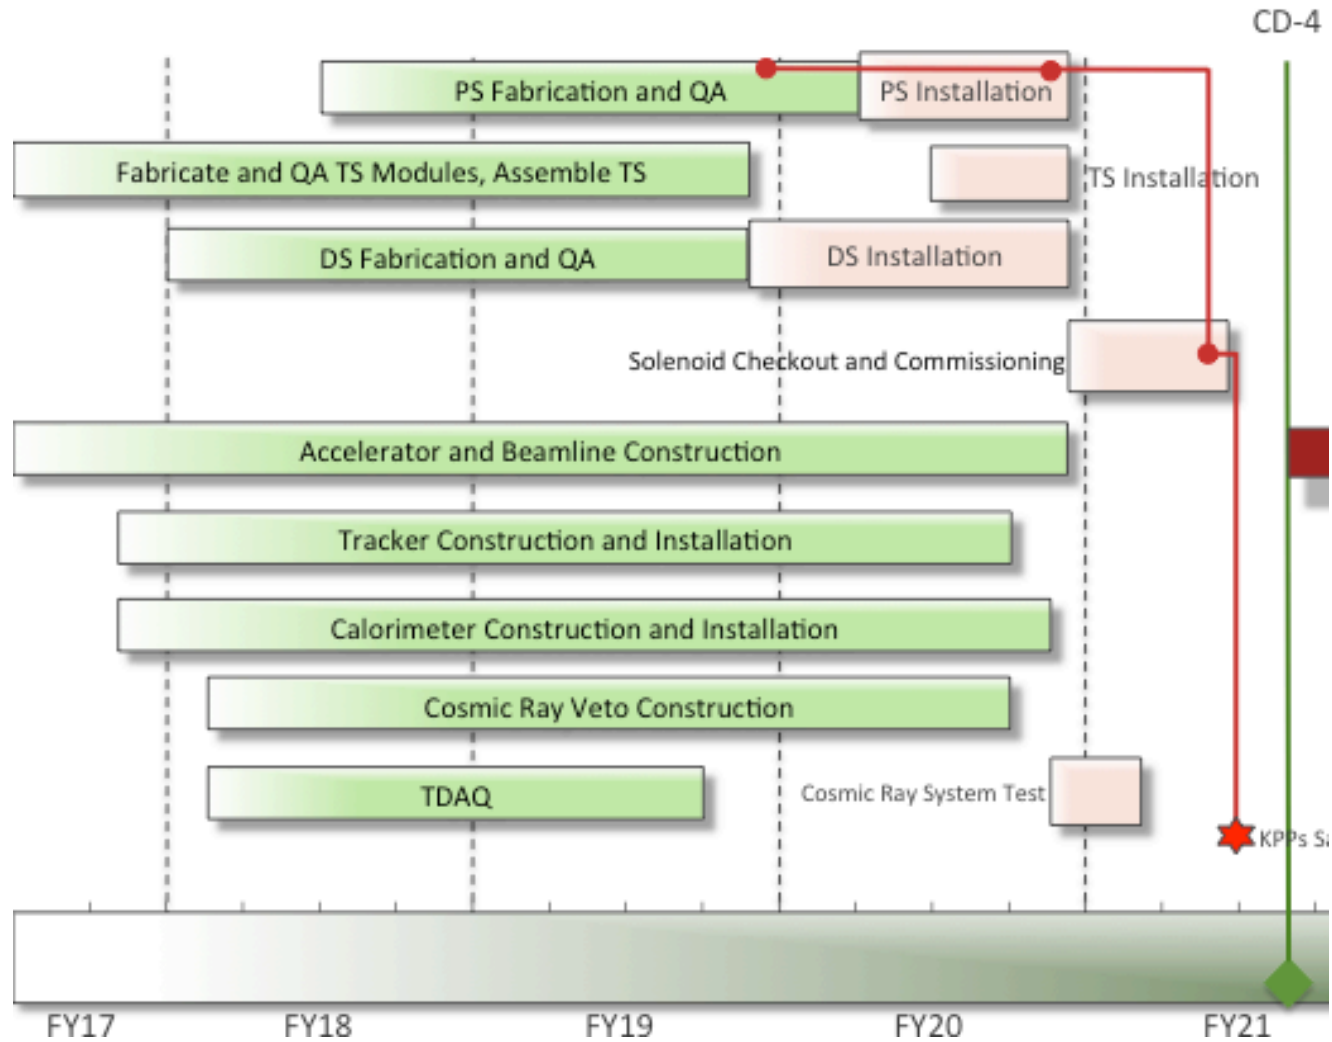 CD-4
PS Fabrication and QA
PS Installation
Fabricate and QA TS Modules, Assemble TS
TS Installation
DS Fabrication and QA
DS Installation
Solenoid Checkout and Commissioning
Accelerator and Beamline Construction
Tracker Construction and Installation
Calorimeter Construction and Installation
Cosmic Ray Veto Construction
TDAQ
Cosmic Ray System Test
KPPs Sa
FY17
FY18
FY19
FY20
FY21